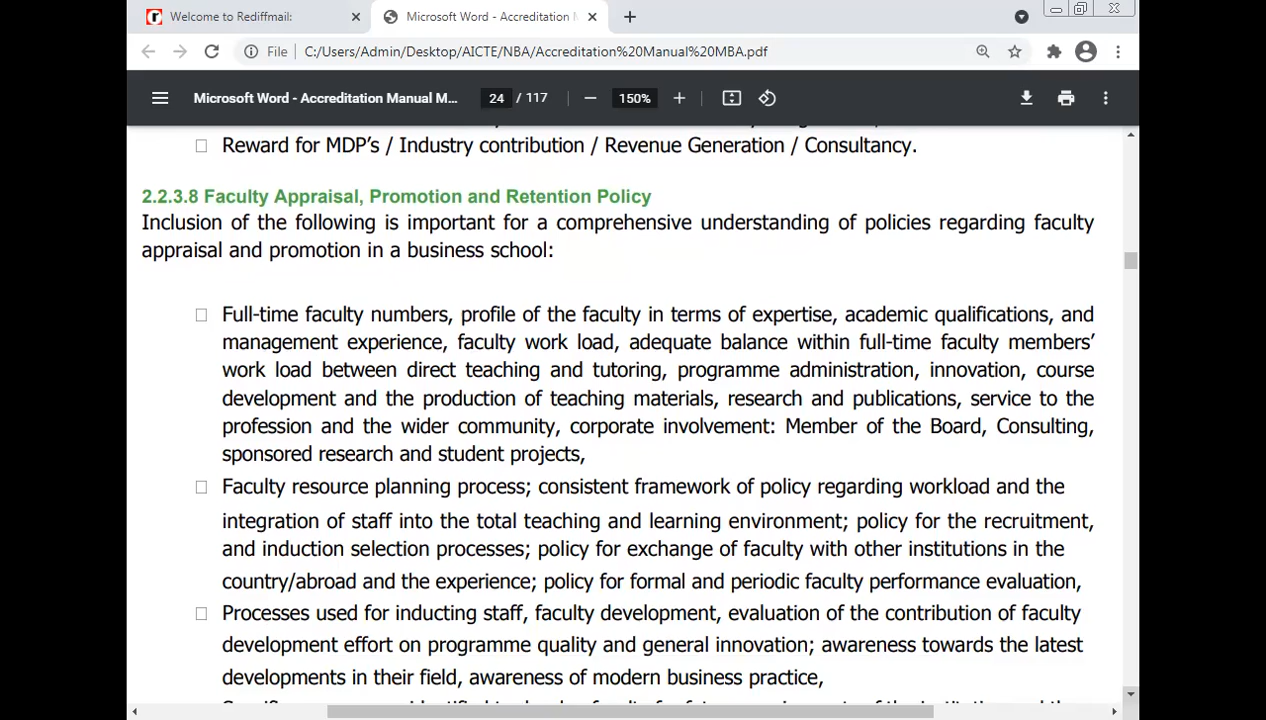 Welcome to Rediffmail:
Microsoft Word - Accreditation M
File
C:/Users/Admin/Desktop/AICTE/NBA/Accreditation%20Manual%20MBA.pdf
Microsoft Word - Accreditation Manual M... 24 / 117 150%
Reward for MDP’s / Industry contribution / Revenue Generation / Consultancy.
2.2.3.8 Faculty Appraisal, Promotion and Retention Policy
Inclusion of the following is important for a comprehensive understanding of policies regarding faculty
appraisal and promotion in a business school:
Full-time faculty numbers, profile of the faculty in terms of expertise, academic qualifications, and
management experience, faculty work load, adequate balance within full-time faculty members’
work load between direct teaching and tutoring, programme administration, innovation, course
development and the production of teaching materials, research and publications, service to the
profession and the wider community, corporate involvement: Member of the Board, Consulting,
sponsored research and student projects,
Faculty resource planning process; consistent framework of policy regarding workload and the
integration of staff into the total teaching and learning environment; policy for the recruitment,
and induction selection processes; policy for exchange of faculty with other institutions in the
country/abroad and the experience; policy for formal and periodic faculty performance evaluation,
Processes used for inducting staff, faculty development, evaluation of the contribution of faculty
development effort on programme quality and general innovation; awareness towards the latest
developments in their field, awareness of modern business practice,